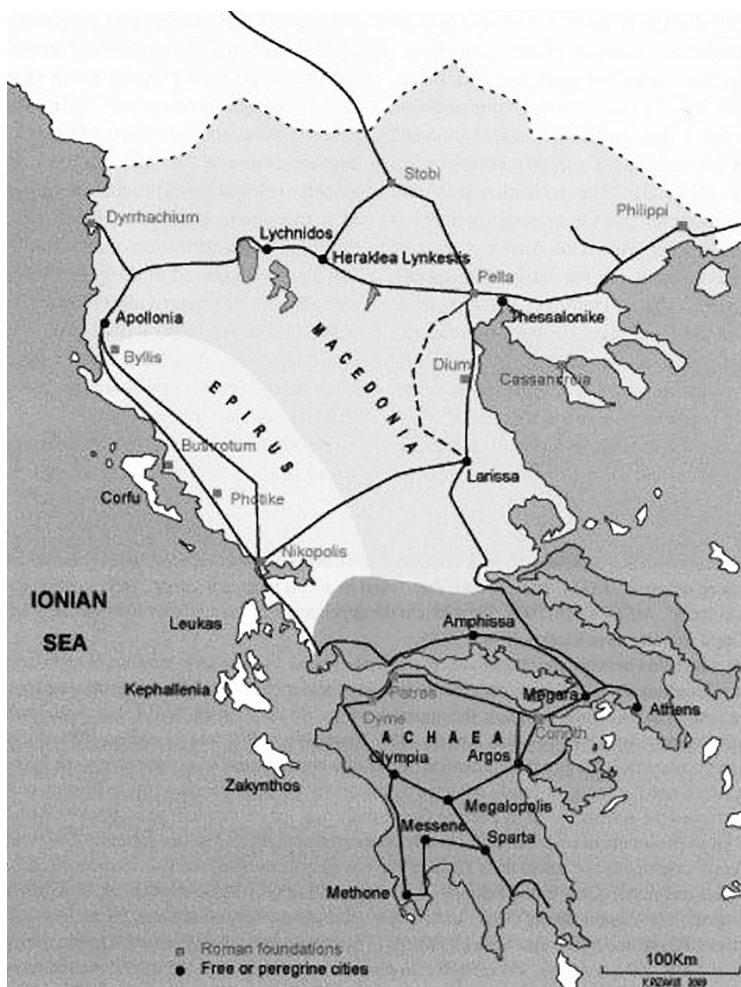 Stobi
Philippi
Dyrrhachium
Lychnidos
Heraklea Lynkestis
Pella
Apollonia
Thessalonike
Byllis
MACEDONIA
Dium
Cassandreia
EPIRUS
Buthrotum
Larissa
Corfu
Photike
Nikopolis
IONIAN
SEA
Leukas
Amphissa
Kephallenia
Patras
Megara
Athens
Dyme
Corinth
ACHAEA
Olympia
Argos
Zakynthos
Megalopolis
Messene
Sparta
Methone
Roman foundations
Free or peregrine cities
100Km
Y.RIZAKIS 2009